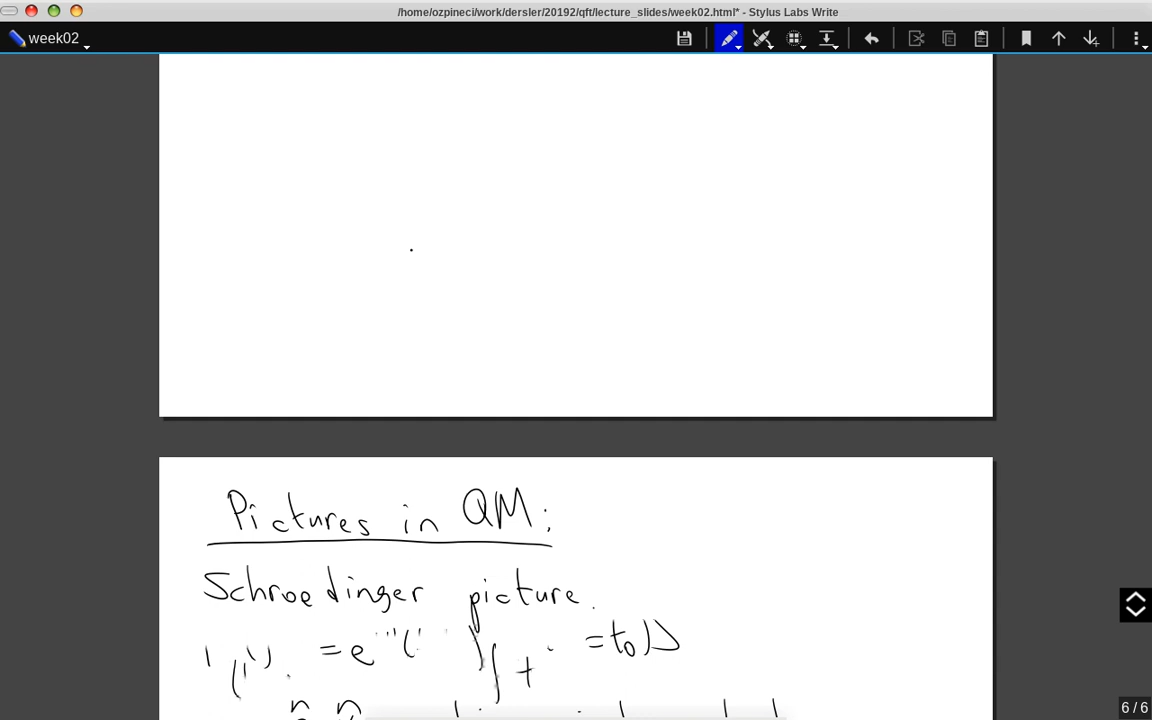 /home/ozpineci/work/dersler/20192/qft/lecture_slides/week02.html* - Stylus Labs Write
week02
Pictures in QM:
Schroedinger picture.
= e = t₀)>
6 / 6